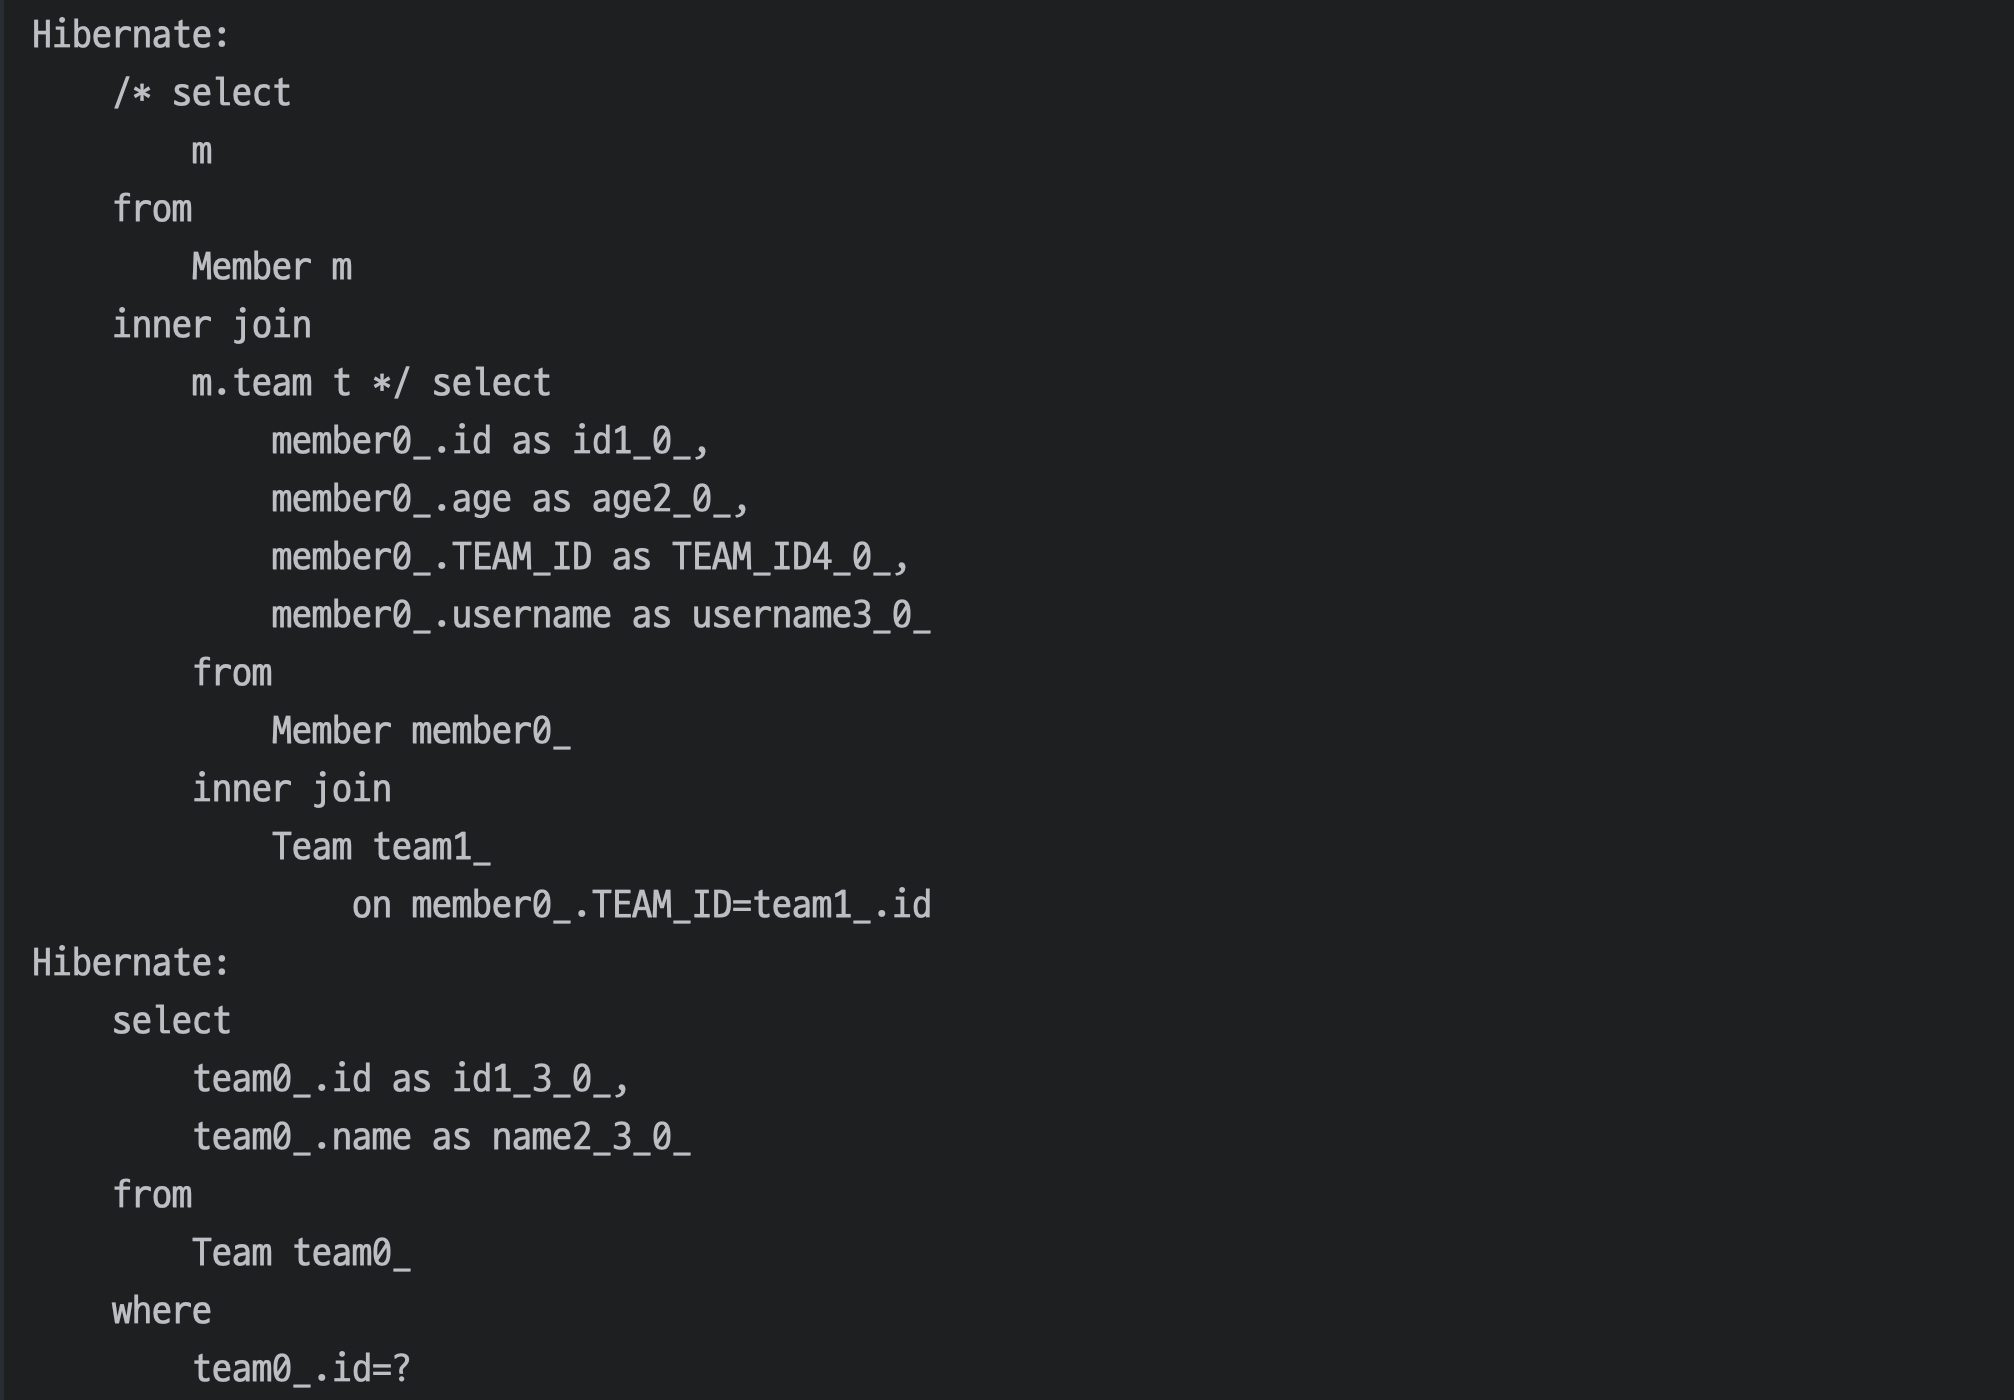 Hibernate:
    /* select
        m
    from
        Member m
    inner join
        m.team t */ select
            member0_.id as id1_0_,
            member0_.age as age2_0_,
            member0_.TEAM_ID as TEAM_ID4_0_,
            member0_.username as username3_0_
        from
            Member member0_
        inner join
            Team team1_
                on member0_.TEAM_ID=team1_.id
Hibernate:
    select
        team0_.id as id1_3_0_,
        team0_.name as name2_3_0_
    from
        Team team0_
    where
        team0_.id=?